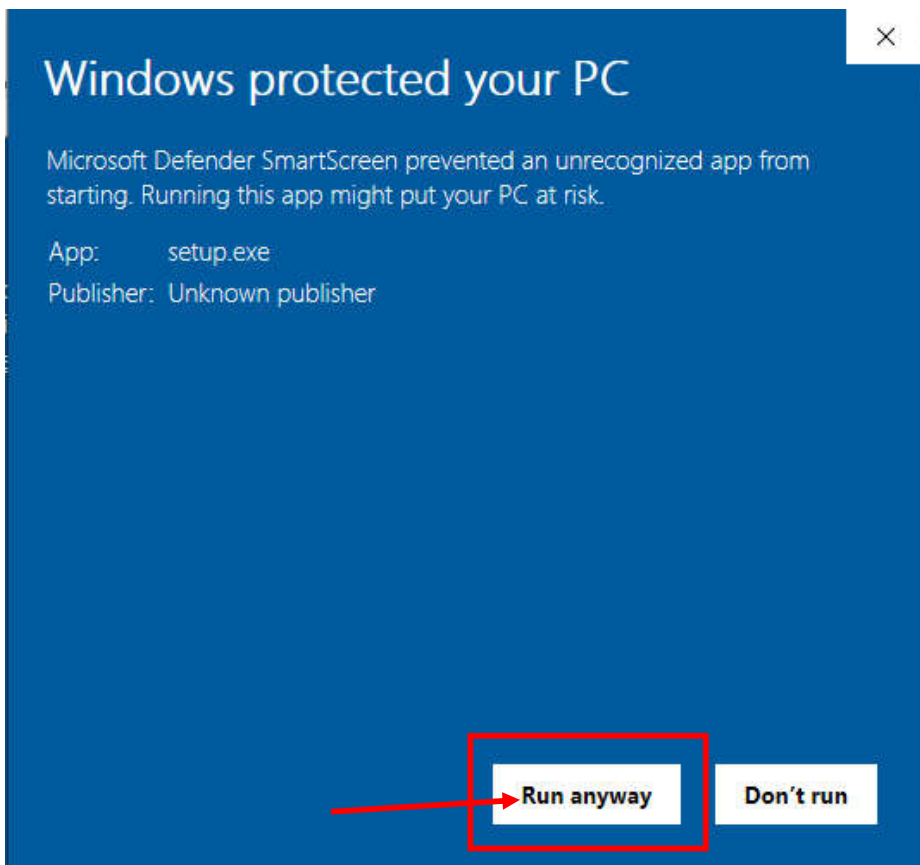 Windows protected your PC
Microsoft Defender SmartScreen prevented an unrecognized app from
starting. Running this app might put your PC at risk.
App: setup.exe
Publisher: Unknown publisher
Run anyway Don't run